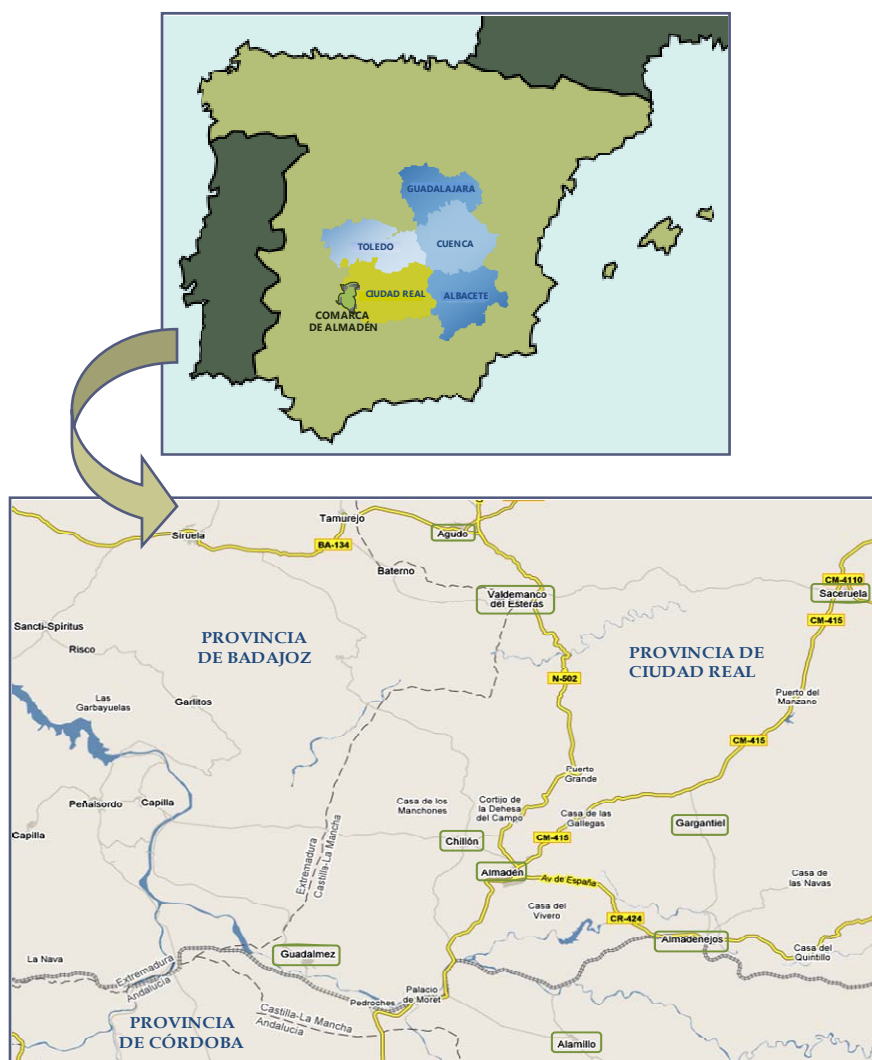 GUADALAJARA
TOLEDO
CUENCA
CIUDAD REAL
ALBACETE
COMARCA
DE ALMADÉN
Tamurejo
Siruela
Agudo
BA-134
Baterno
CM-4110
Valdemanco
del Esterás
Saceruela
CM-415
Sancti-Spiritus
PROVINCIA
DE BADAJOZ
PROVINCIA DE
CIUDAD REAL
Risco
N-502
Las
Garbayuelas
Garlitos
Puerto del
Manzano
CM-415
Puerto
Grande
Peñalsordo
Capilla
Casa de los
Manchones
Cortijo de
la Dehesa
del Campo
Casa de las
Gallegas
Gargantiel
Capilla
Extremadura
Castilla-La Mancha
Chillón
CM-415
Almadén
Av de España
Casa de
las Navas
Casa del
Vivero
CR-424
Almadenejos
Casa del
Quintillo
La Nava
Guadalmez
Extremadura
Andalucía
Palacio
de Moret
Pedroches
Castilla-La Mancha
Andalucía
PROVINCIA
DE CÓRDOBA
Alamillo